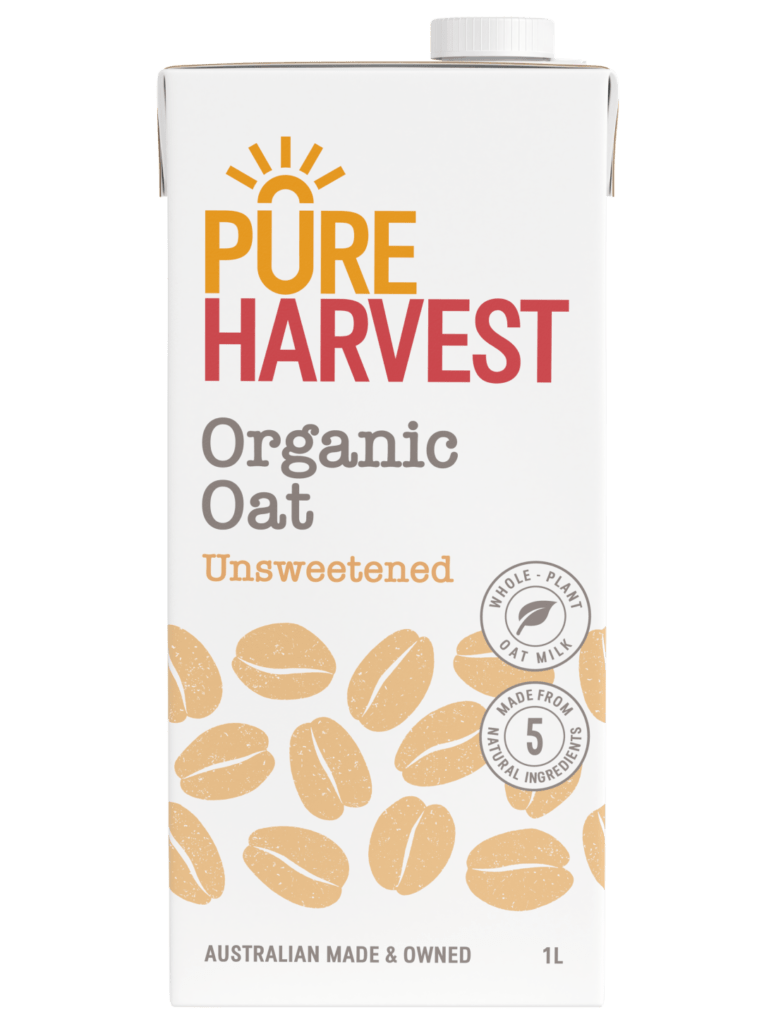 PURE
HARVEST
Organic
Oat
Unsweetened
WHOLE - PLANT
OAT MILK
MADE FROM
5
NATURAL INGREDIENTS
AUSTRALIAN MADE & OWNED 1L